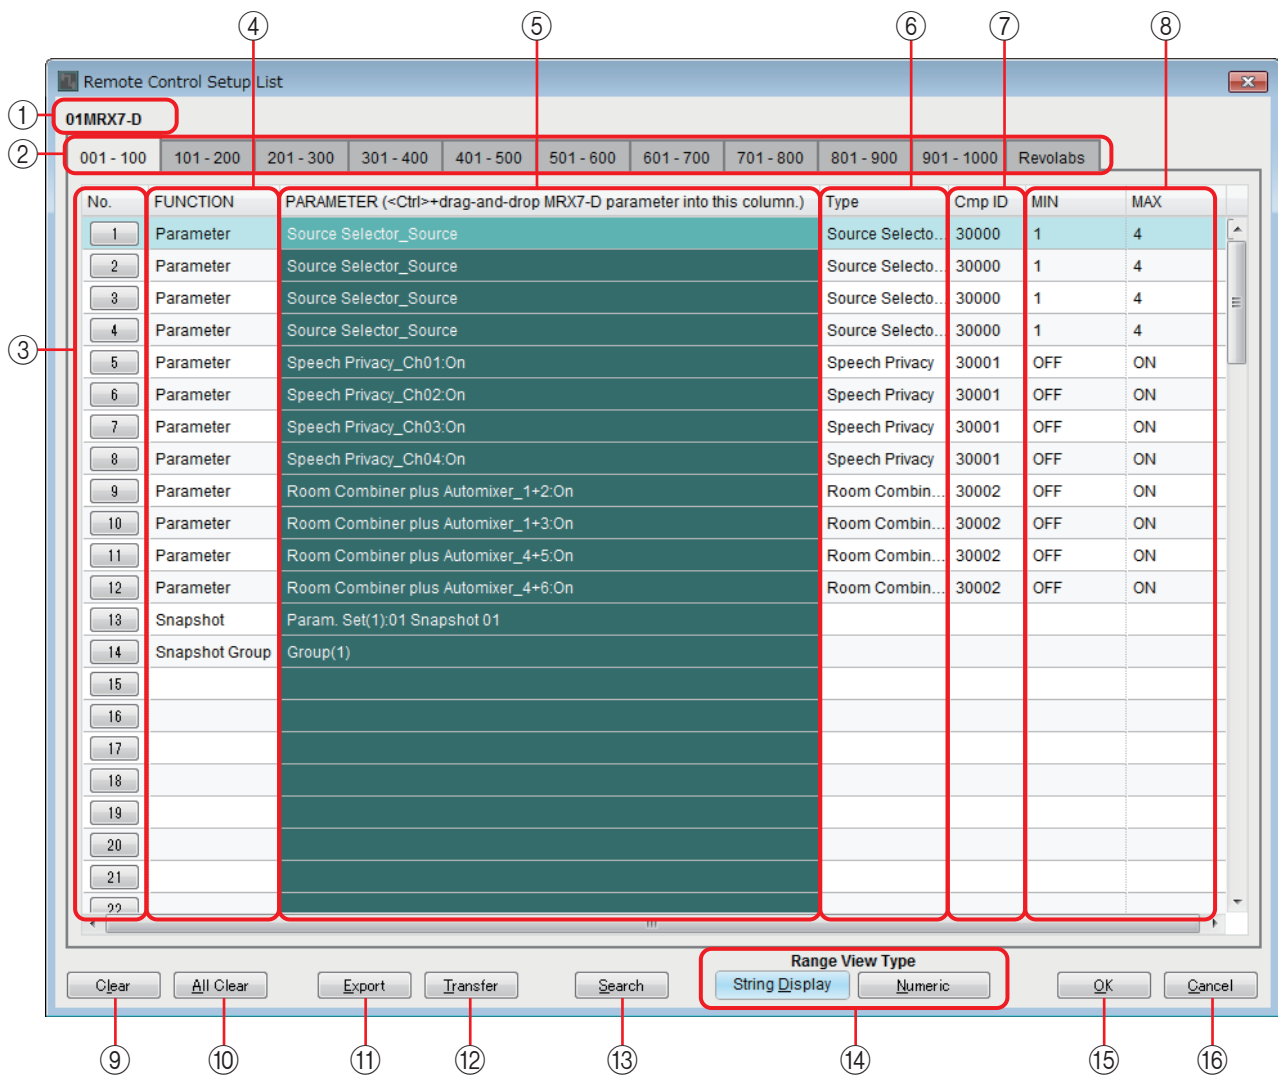 ④ ⑤ ⑥ ⑦ ⑧
Remote Control Setup List
① 01MRX7-D
② 001 - 100 101 - 200 201 - 300 301 - 400 401 - 500 501 - 600 601 - 700 701 - 800 801 - 900 901 - 1000 Revolabs
No. FUNCTION PARAMETER (<Ctrl>+drag-and-drop MRX7-D parameter into this column.) Type Cmp ID MIN MAX
1 Parameter Source Selector_Source Source Selecto... 30000 1 4
2 Parameter Source Selector_Source Source Selecto... 30000 1 4
3 Parameter Source Selector_Source Source Selecto... 30000 1 4
4 Parameter Source Selector_Source Source Selecto... 30000 1 4
③
5 Parameter Speech Privacy_Ch01:On Speech Privacy 30001 OFF ON
6 Parameter Speech Privacy_Ch02:On Speech Privacy 30001 OFF ON
7 Parameter Speech Privacy_Ch03:On Speech Privacy 30001 OFF ON
8 Parameter Speech Privacy_Ch04:On Speech Privacy 30001 OFF ON
9 Parameter Room Combiner plus Automixer_1+2:On Room Combin... 30002 OFF ON
10 Parameter Room Combiner plus Automixer_1+3:On Room Combin... 30002 OFF ON
11 Parameter Room Combiner plus Automixer_4+5:On Room Combin... 30002 OFF ON
12 Parameter Room Combiner plus Automixer_4+6:On Room Combin... 30002 OFF ON
13 Snapshot Param. Set(1):01 Snapshot 01
14 Snapshot Group Group(1)
15
16
17
18
19
20
21
22
Range View Type
Clear All Clear Export Transfer Search String Display Numeric OK Cancel
⑨ ⑩ ⑪ ⑫ ⑬ ⑭ ⑮ ⑯